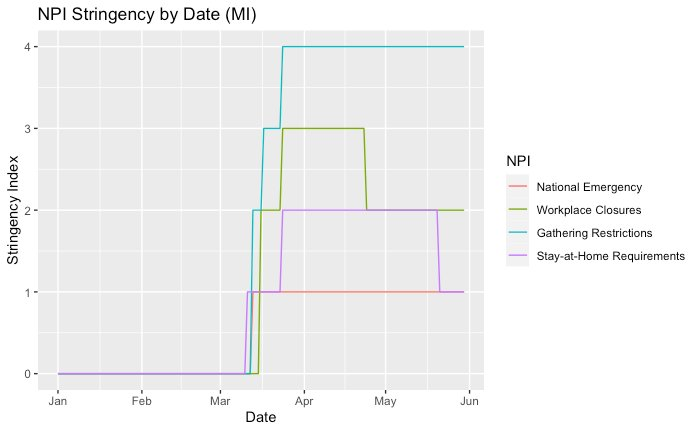 NPI Stringency by Date (MI)
Stringency Index
4
3
2
1
0
Jan Feb Mar Apr May Jun
Date
NPI
National Emergency
Workplace Closures
Gathering Restrictions
Stay-at-Home Requirements